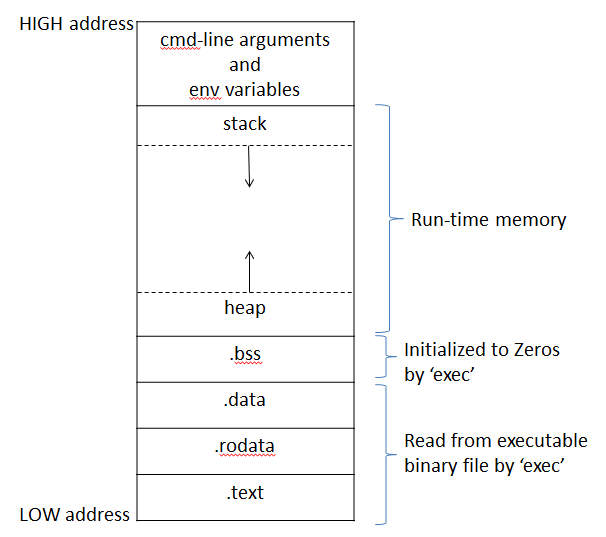 HIGH address
cmd-line arguments
and
env variables
stack
Run-time memory
heap
.bss
Initialized to Zeros
by ‘exec’
.data
.rodata
Read from executable
binary file by ‘exec’
.text
LOW address